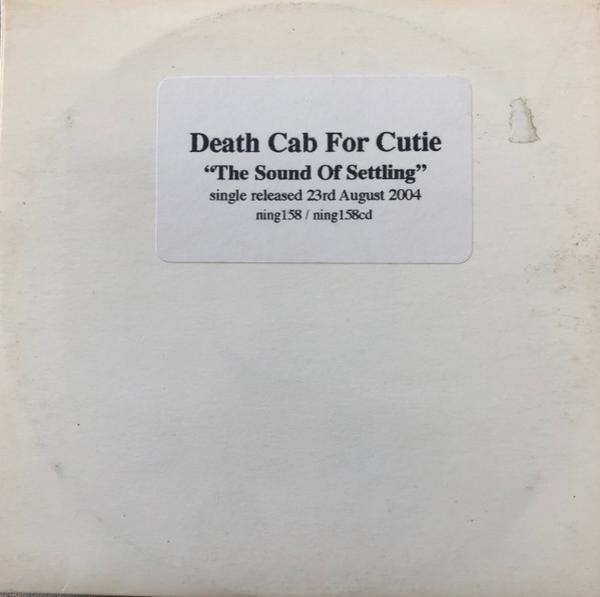 Death Cab For Cutie
“The Sound Of Settling”
single released 23rd August 2004
ning158 / ning158cd